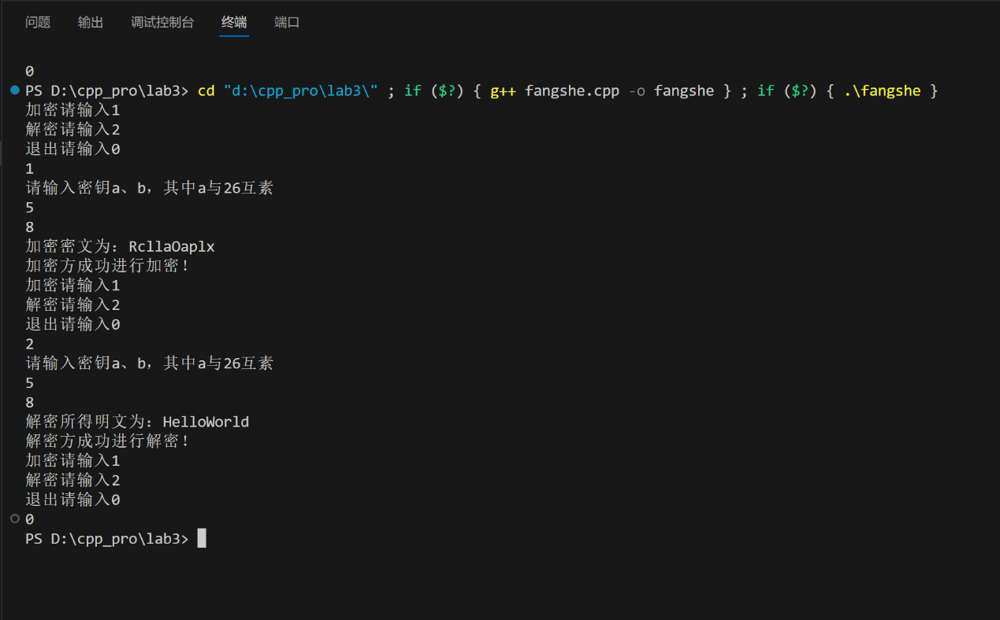 问题 输出 调试控制台 终端 端口
0
PS D:\cpp_pro\lab3> cd "d:\cpp_pro\lab3\" ; if ($?) { g++ fangshe.cpp -o fangshe } ; if ($?) { .\fangshe }
加密请输入1
解密请输入2
退出请输入0
1
请输入密钥a、b，其中a与26互素
5
8
加密密文为：RcllaOaplx
加密方成功进行加密！
加密请输入1
解密请输入2
退出请输入0
2
请输入密钥a、b，其中a与26互素
5
8
解密所得明文为：HelloWorld
解密方成功进行解密！
加密请输入1
解密请输入2
退出请输入0
0
PS D:\cpp_pro\lab3>